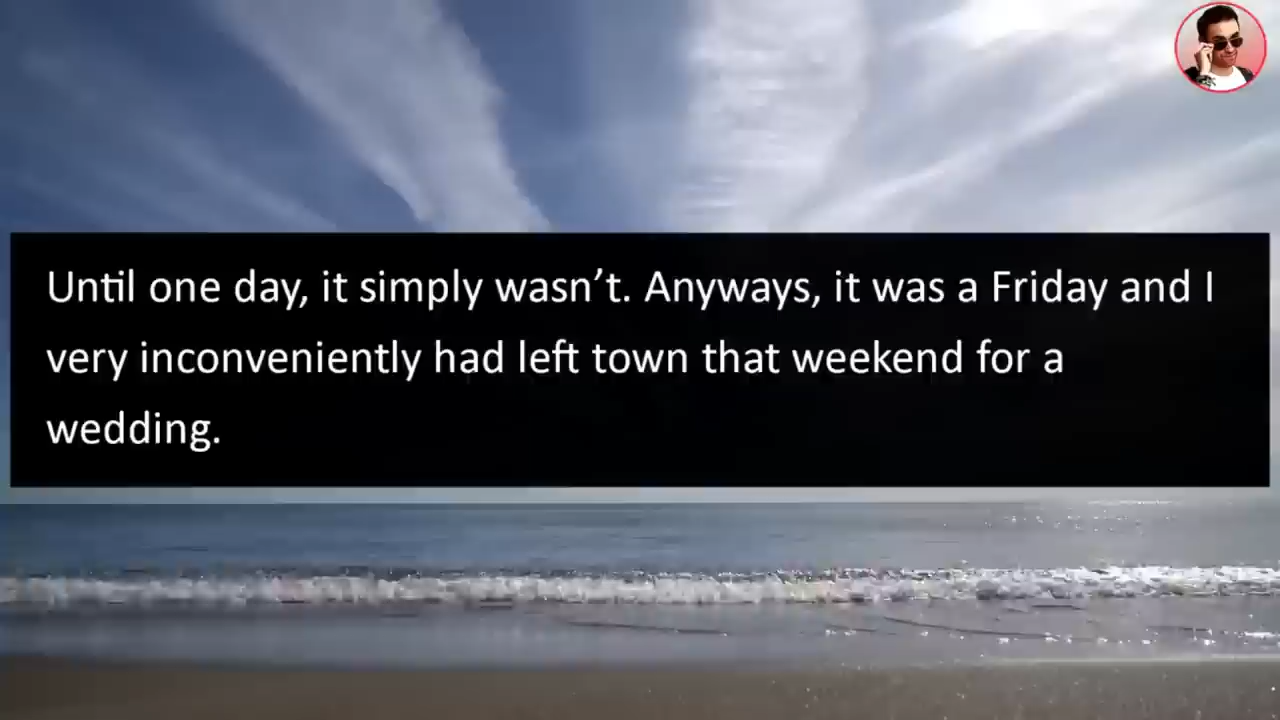 Until one day, it simply wasn’t. Anyways, it was a Friday and I
very inconveniently had left town that weekend for a
wedding.